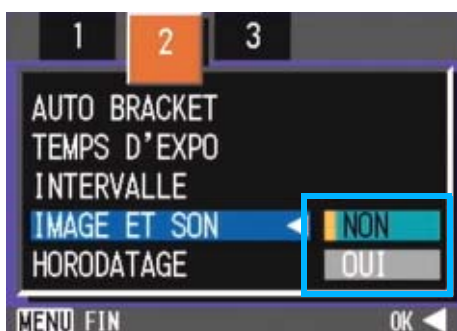 1 2 3
AUTO BRACKET
TEMPS D'EXPO
INTERVALLE
IMAGE ET SON ◀ NON
HORODATAGE OUI
MENU FIN OK ◀